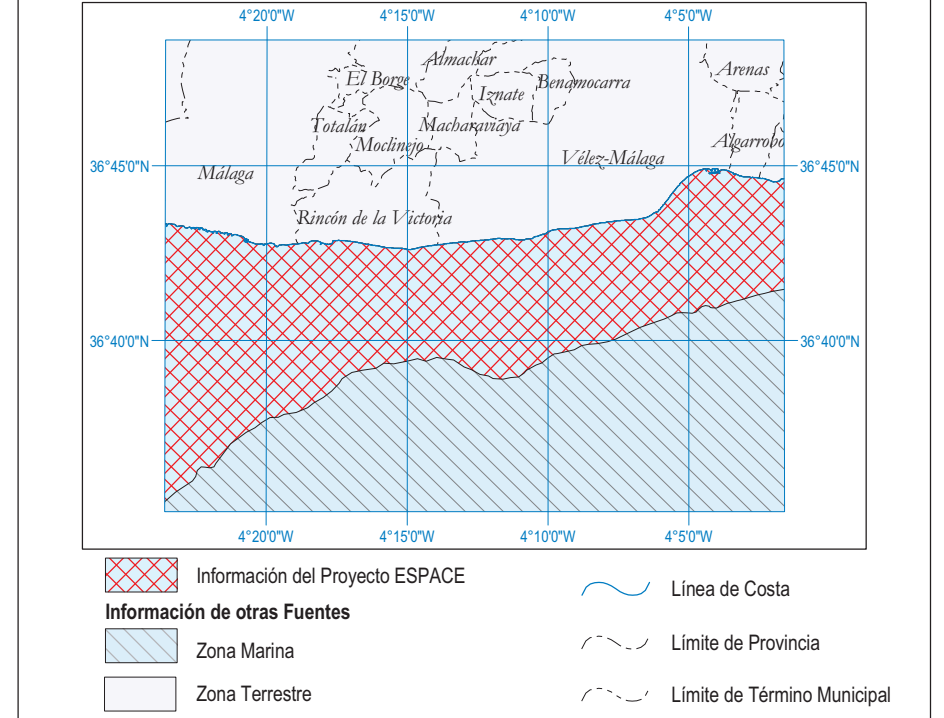 4°20'0"W 4°15'0"W 4°10'0"W 4°5'0"W
Almachar
Arenas
El Borge
Benamocarra
Iznate
Totalán
Macharaviaya
Moclinejo
Algarrobo
Vélez-Málaga
36°45'0"N 36°45'0"N
Málaga
Rincón de la Victoria
36°40'0"N 36°40'0"N
4°20'0"W 4°15'0"W 4°10'0"W 4°5'0"W
Información del Proyecto ESPACE
Línea de Costa
Información de otras Fuentes
Zona Marina
Límite de Provincia
Zona Terrestre
Límite de Término Municipal